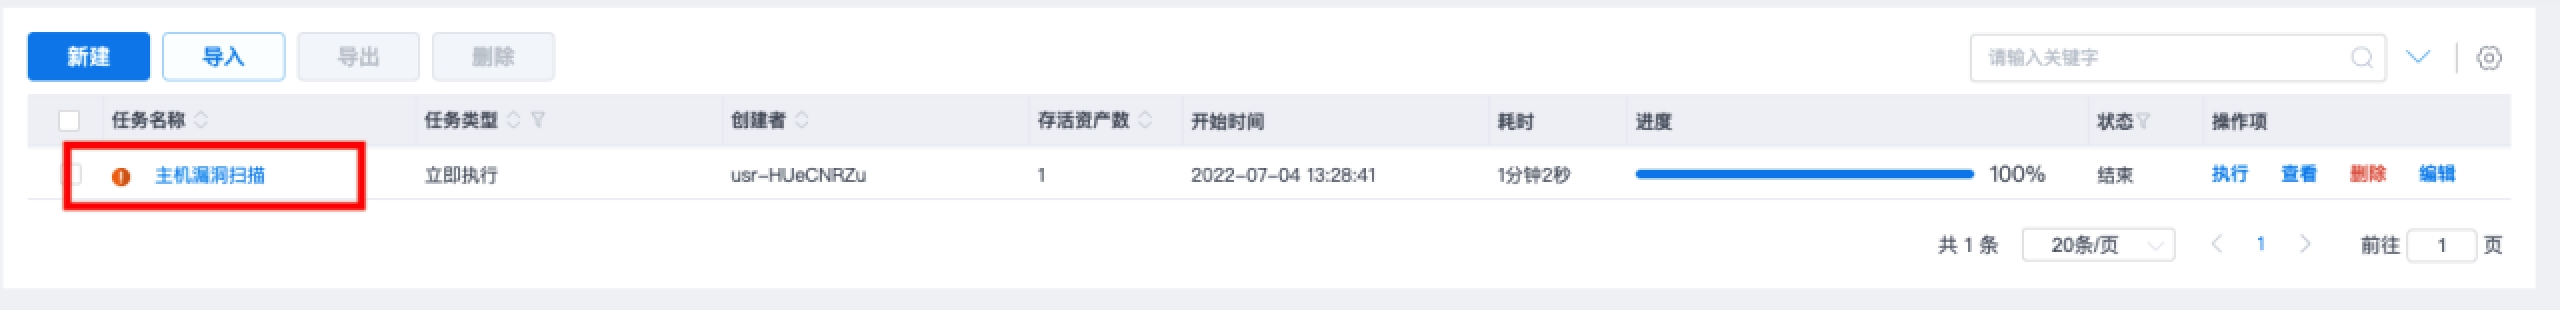 新建 导入 导出 删除 请输入关键字
任务名称 任务类型 创建者 存活资产数 开始时间 耗时 进度 状态 操作项
主机漏洞扫描 立即执行 usr-HUeCNRZu 1 2022-07-04 13:28:41 1分钟2秒 100% 结束 执行 查看 删除 编辑
共 1 条 20条/页 1 前往 1 页